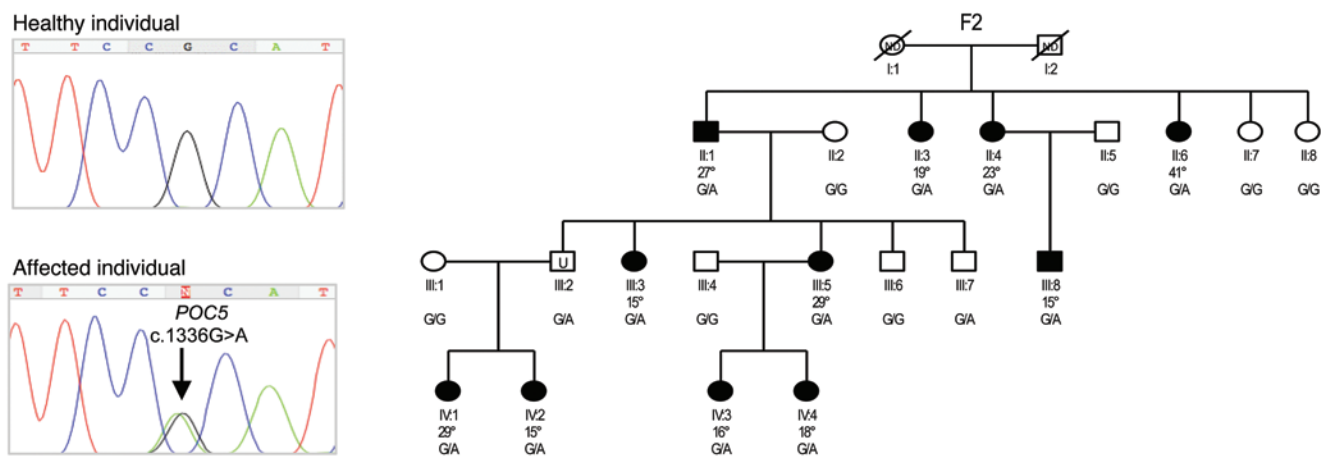 Healthy individual
T T C C G C A T
Affected individual
T T C C N C A T
POC5
c.1336G>A
F2
ND ND
I:1 I:2
II:1 II:2 II:3 II:4 II:5 II:6 II:7 II:8
27° 19° 23° 41°
G/A G/G G/A G/A G/G G/A G/G G/G
U
III:1 III:2 III:3 III:4 III:5 III:6 III:7 III:8
15° 29° 15°
G/G G/A G/A G/G G/A G/G G/A G/A
IV:1 IV:2 IV:3 IV:4
29° 15° 16° 18°
G/A G/A G/A G/A